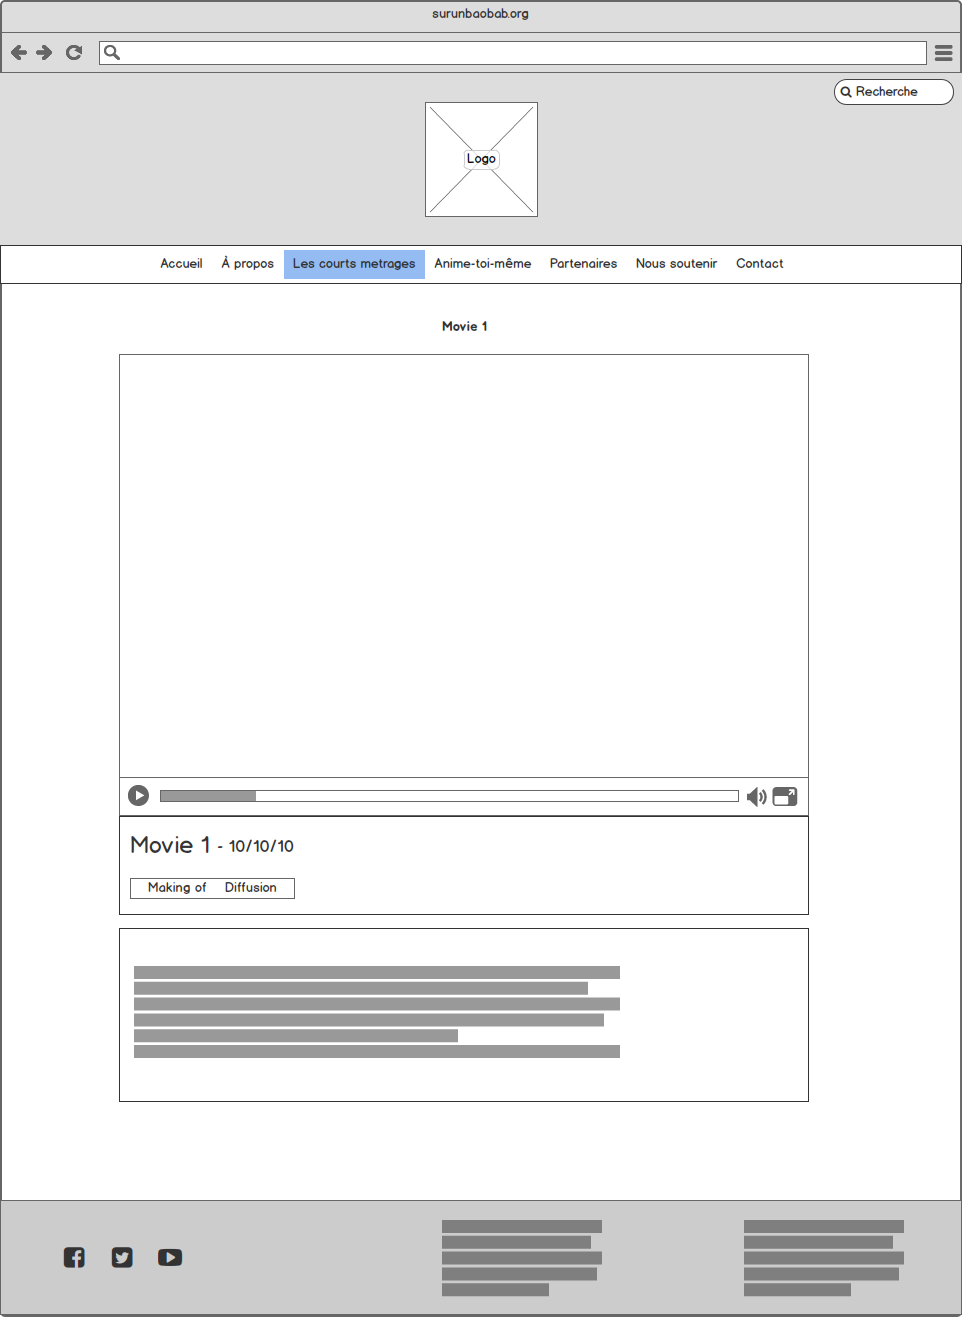 surunbaobab.org
Recherche
Logo
Accueil À propos Les courts metrages Anime-toi-même Partenaires Nous soutenir Contact
Movie 1
Movie 1 - 10/10/10
Making of Diffusion